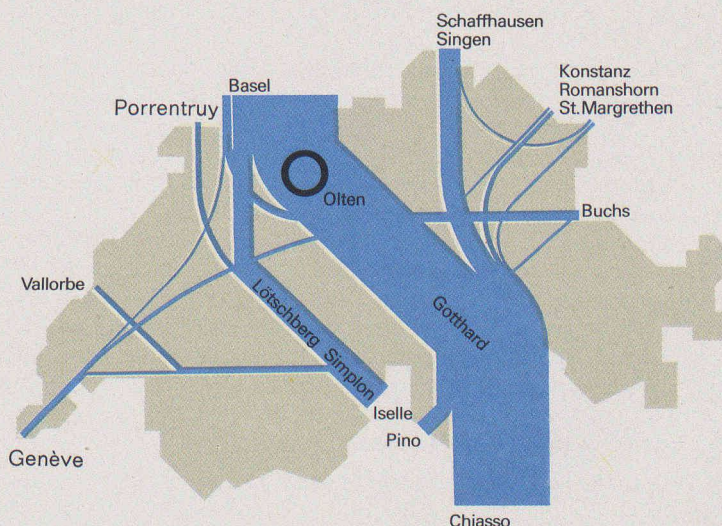 Schaffhausen
Singen
Basel
Konstanz
Romanshorn
St.Margrethen
Porrentruy
Olten
Buchs
Vallorbe
Lötschberg Simplon
Gotthard
Iselle
Pino
Genève
Chiasso